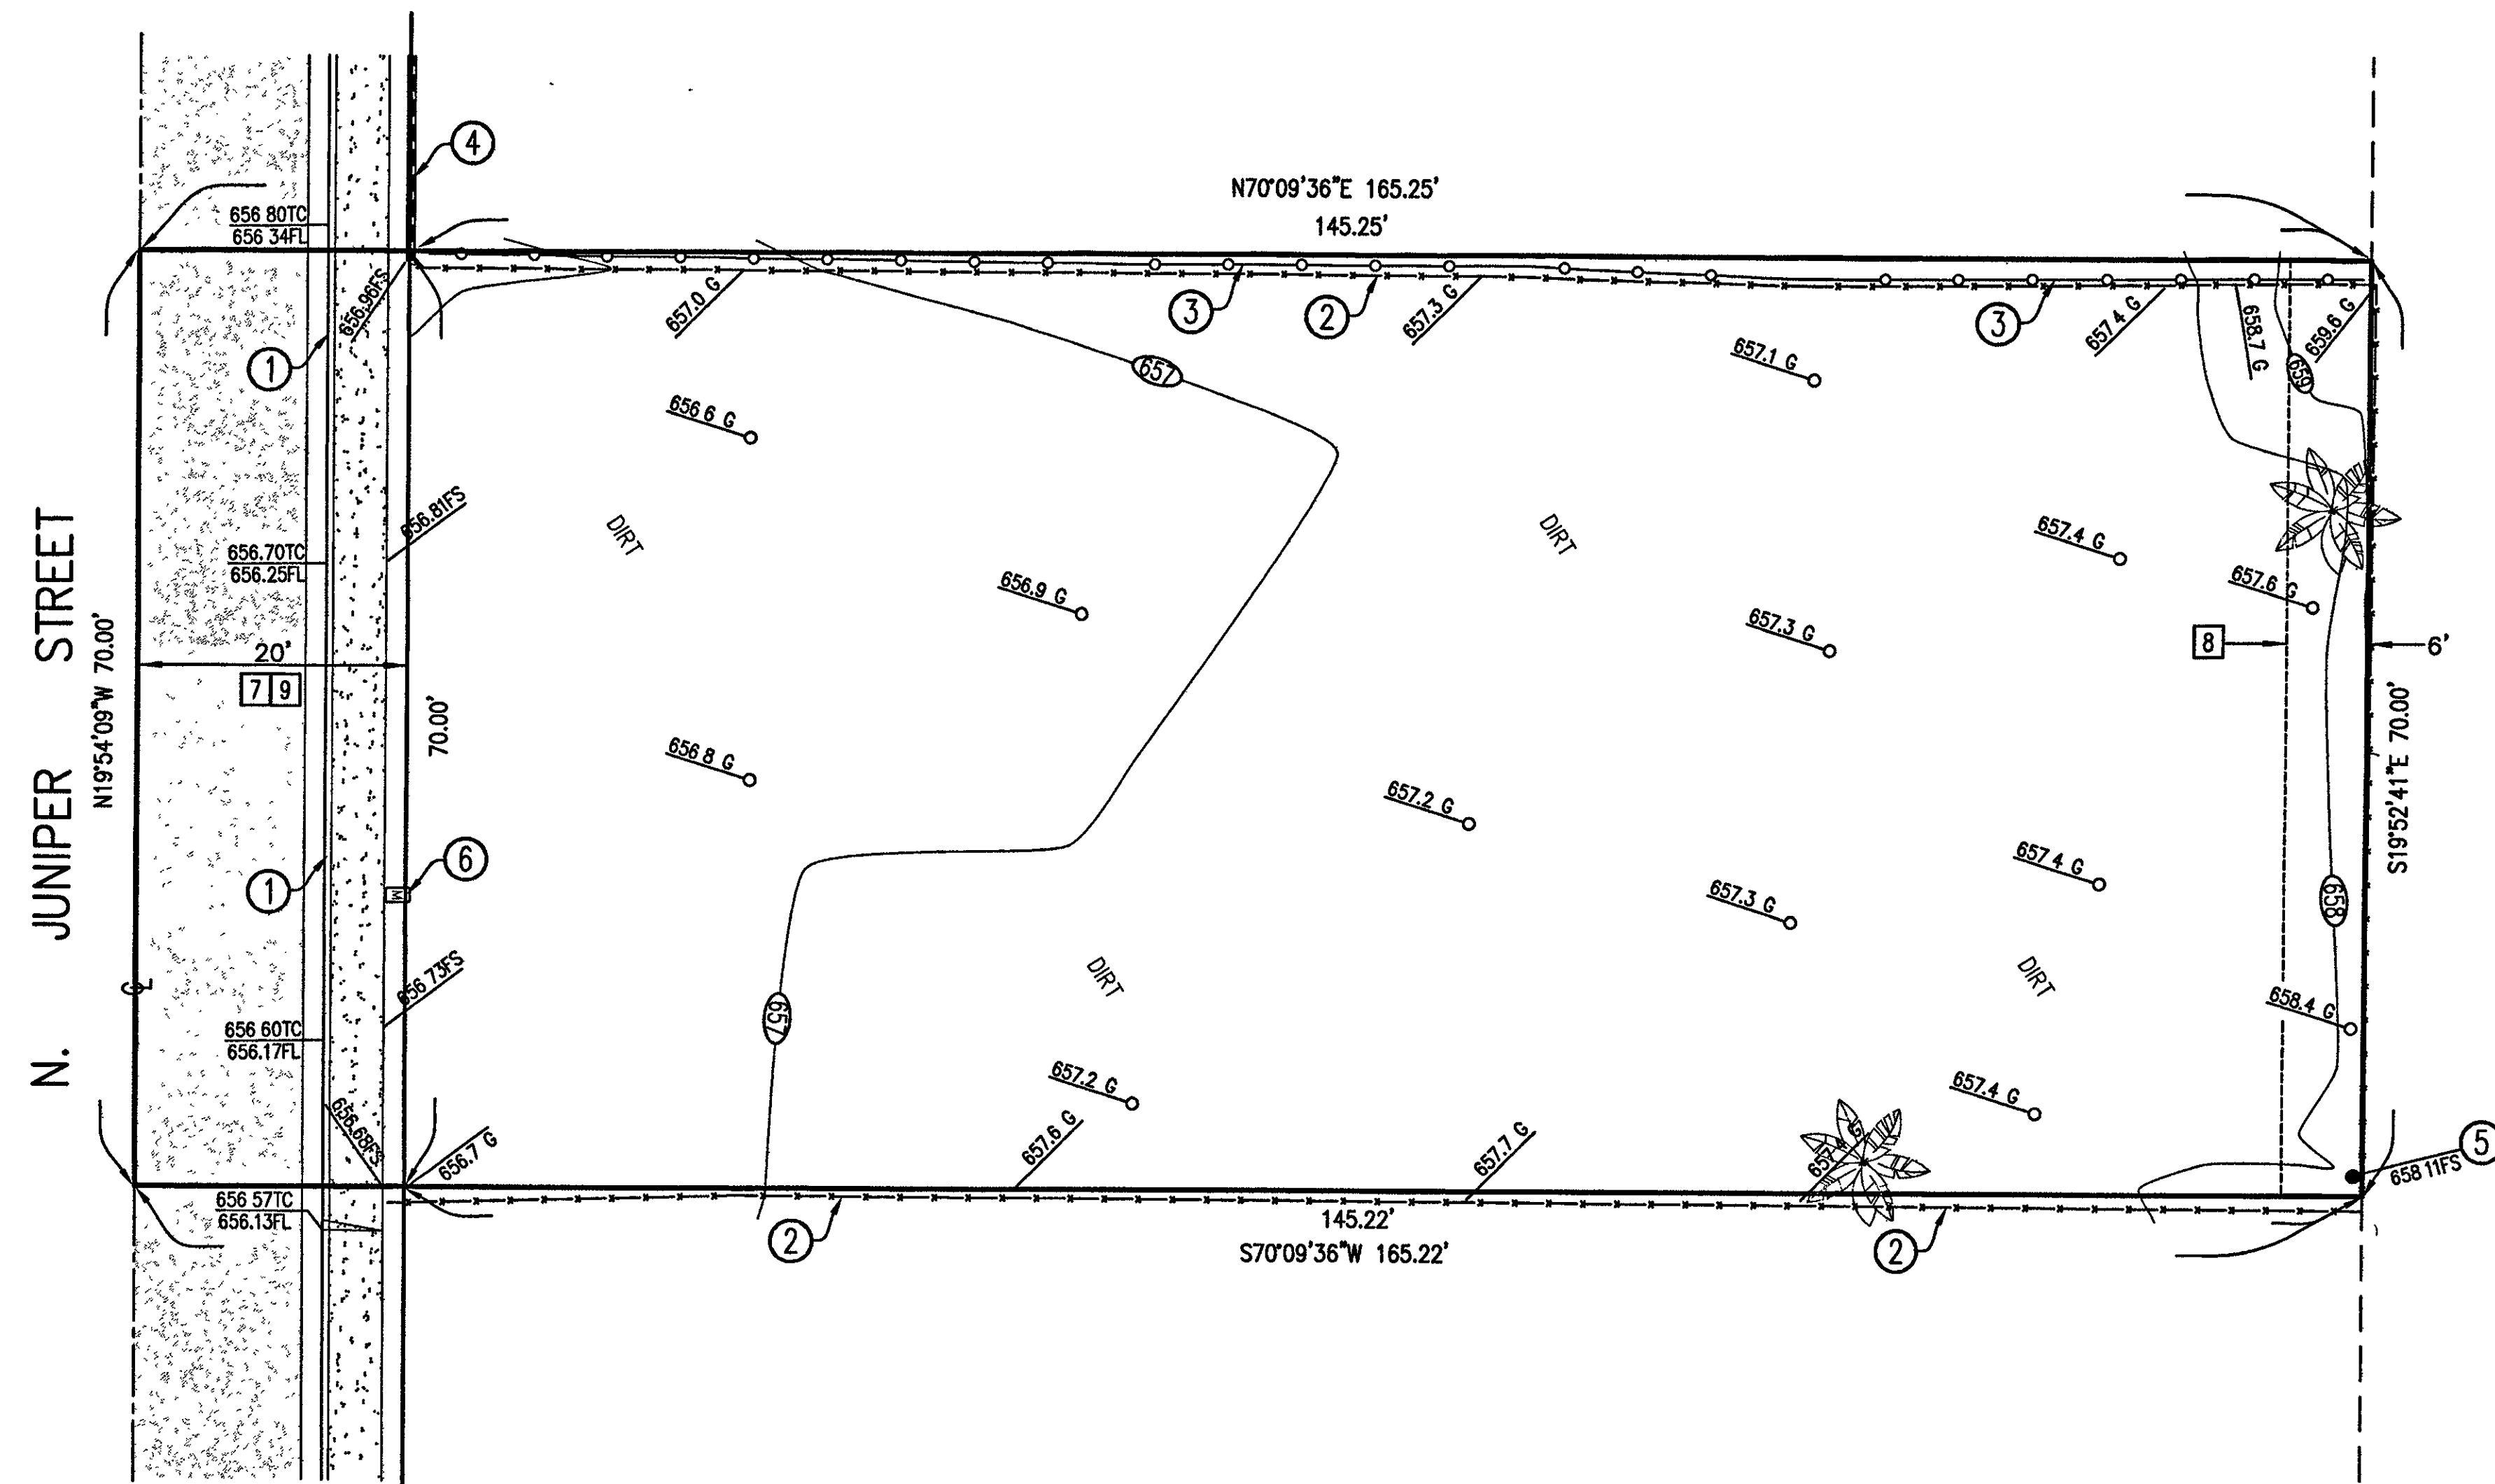 4
N70°09'36"E 165.25'
145.25'
656 80TC
656 34FL
656.96FS
657.0 G
3
2
657.3 G
3
657 4 G
658.7 G
659.6 G
1
657
657.1 G
659
656 6 G
656.81FS
DIRT
DIRT
656.70TC
656.25FL
657.4 G
656.9 G
657.6 G
657.3 G
20'
8
6'
7 9
N. JUNIPER STREET
N19°54'09"W 70.00'
70.00'
S19°52'41"E 70.00'
656 8 G
657.2 G
6
M
1
657 4 G
657.3 G
658
656 73FS
DIRT
DIRT
CL
657
658.4 G
656 60TC
656.17FL
657.2 G
657.4 G
656.68FS
656.7 G
657.6 G
657.7 G
5
658 11FS
656 57TC
656.13FL
2
145.22'
S70°09'36"W 165.22'
2